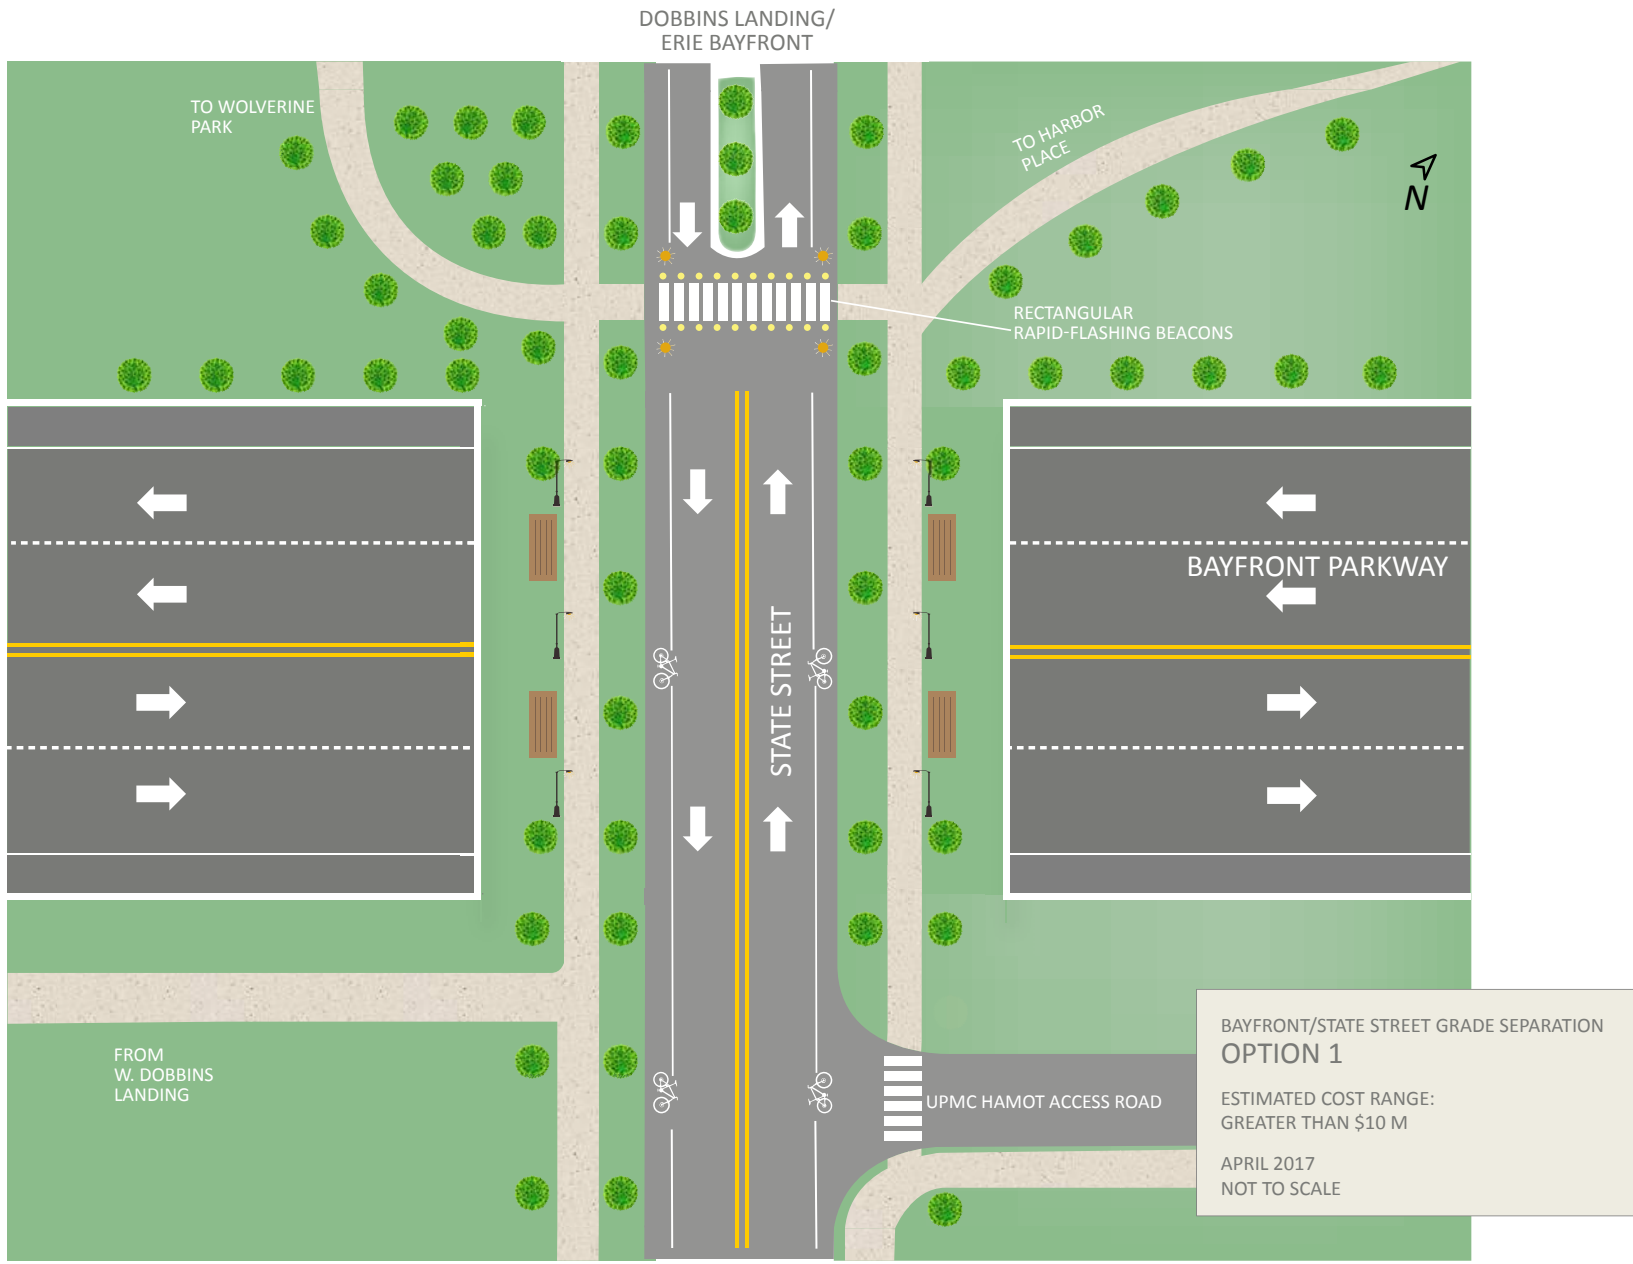 DOBBINS LANDING/
ERIE BAYFRONT
TO WOLVERINE
PARK
TO HARBOR
PLACE
N
RECTANGULAR
RAPID-FLASHING BEACONS
BAYFRONT PARKWAY
STATE STREET
FROM
W. DOBBINS
LANDING
UPMC HAMOT ACCESS ROAD
BAYFRONT/STATE STREET GRADE SEPARATION
OPTION 1
ESTIMATED COST RANGE:
GREATER THAN $10 M
APRIL 2017
NOT TO SCALE